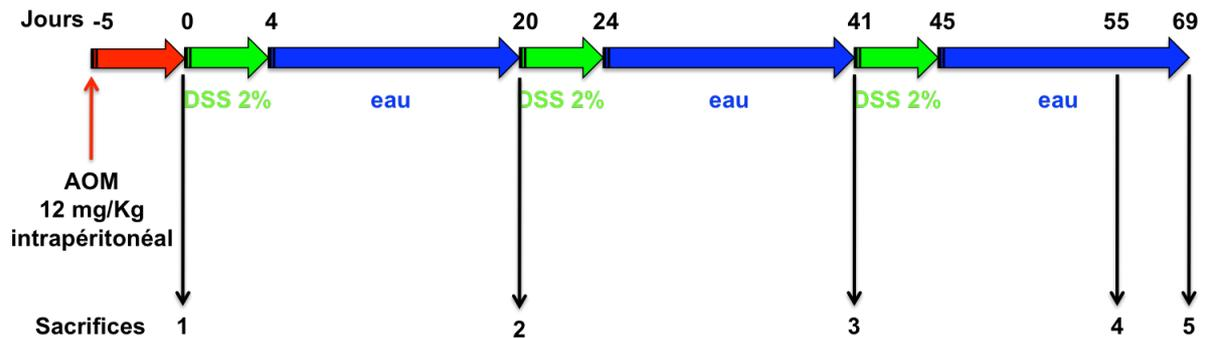 Jours -5 0 4 20 24 41 45 55 69
DSS 2% eau DSS 2% eau DSS 2% eau
AOM
12 mg/Kg
intrapéritonéal
Sacrifices 1 2 3 4 5